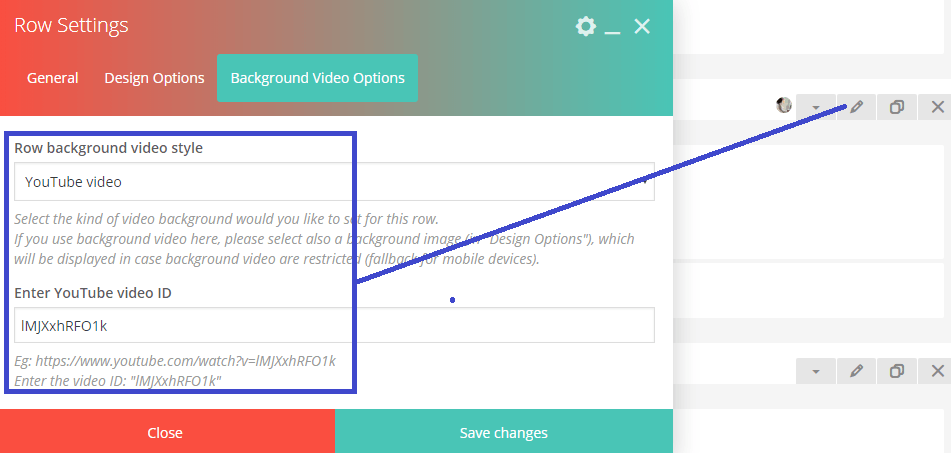 Row Settings
General Design Options Background Video Options
Row background video style
YouTube video
Select the kind of video background would you like to set for this row.
If you use background video here, please select also a background image (in "Design Options"), which
will be displayed in case background video are restricted (fallback for mobile devices).
Enter YouTube video ID
lMJXxhRFO1k
Eg: https://www.youtube.com/watch?v=lMJXxhRFO1k
Enter the video ID: "lMJXxhRFO1k"
Close Save changes